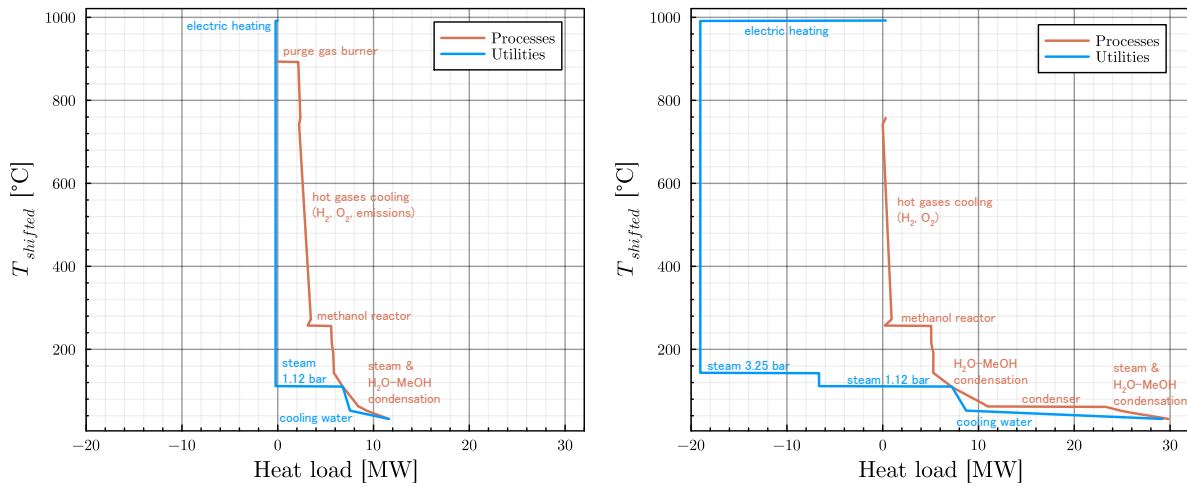 1000
800
600
400
200
−20
−10
0
10
20
30
T shifted [°C]
Heat load [MW]
Processes
Utilities
electric heating
purge gas burner
hot gases cooling
(H2, O2, emissions)
methanol reactor
steam
1.12 bar
steam &
H2O-MeOH
condensation
cooling water
1000
800
600
400
200
−20
−10
0
10
20
30
T shifted [°C]
Heat load [MW]
Processes
Utilities
electric heating
hot gases cooling
(H2, O2)
methanol reactor
steam 3.25 bar
steam 1.12 bar
H2O-MeOH
condensation
condenser
steam &
H2O-MeOH
condensation
cooling water